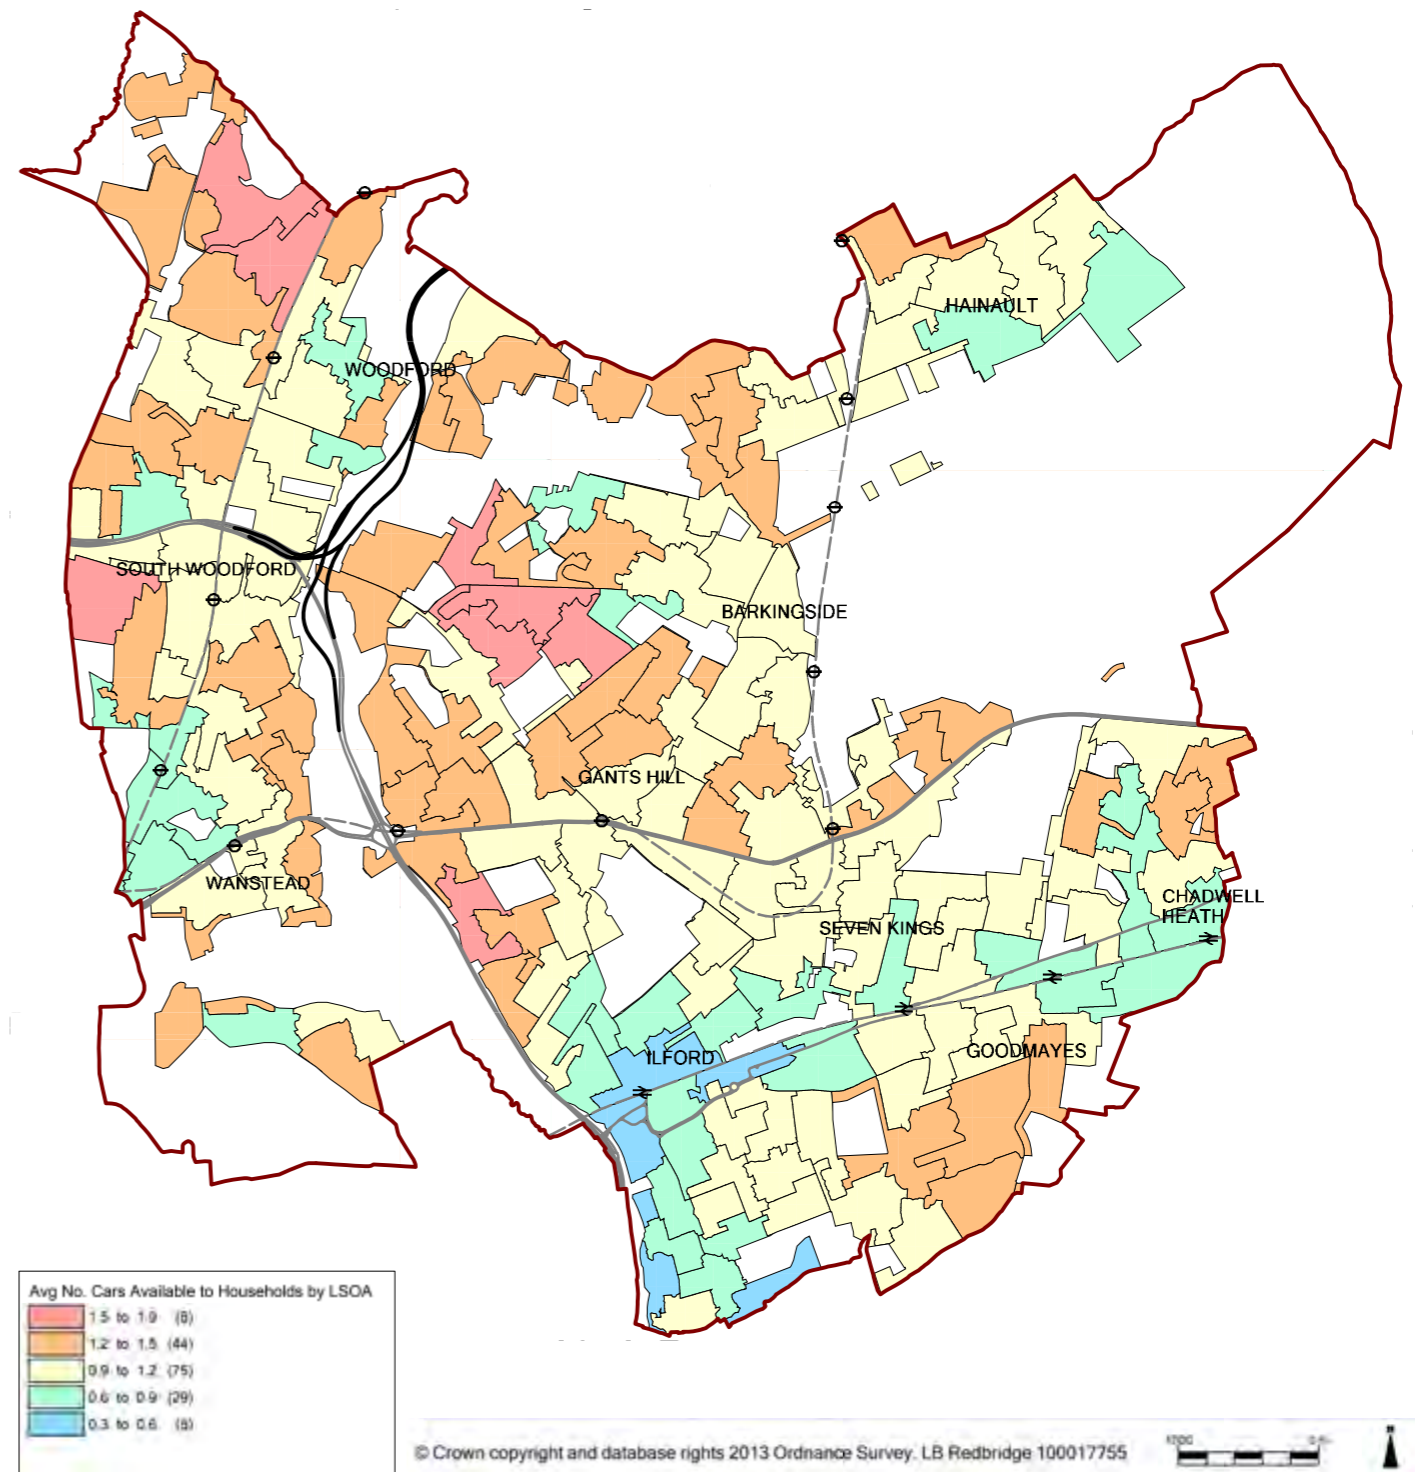 HAINAULT
WOODFORD
SOUTH WOODFORD
BARKINGSIDE
GANTS HILL
WANSTEAD
CHADWELL
HEATH
SEVEN KINGS
ILFORD
GOODMAYES
Avg No. Cars Available to Households by LSOA
1.5 to 1.9 (8)
1.2 to 1.5 (44)
0.9 to 1.2 (75)
0.6 to 0.9 (29)
0.3 to 0.6
© Crown copyright and database rights 2013 Ordnance Survey. LB Redbridge 100017755